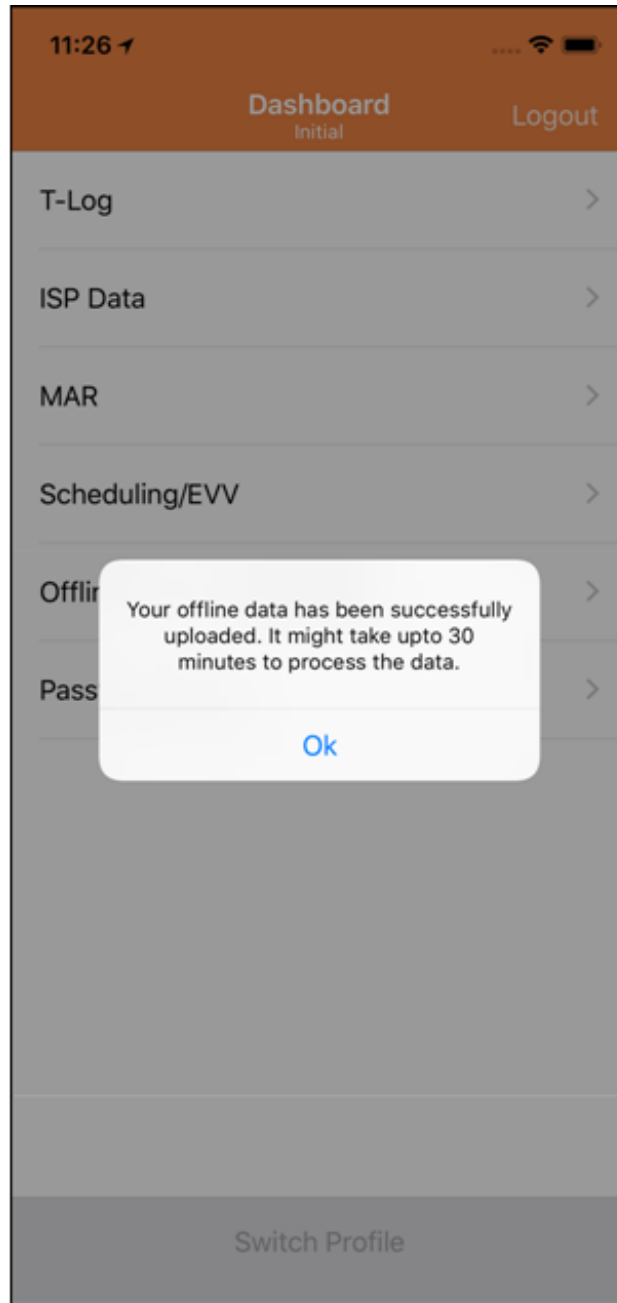 11:26
Dashboard
Initial
Logout
T-Log
ISP Data
MAR
Scheduling/EVV
Your offline data has been successfully
uploaded. It might take upto 30
minutes to process the data.
Ok
Switch Profile